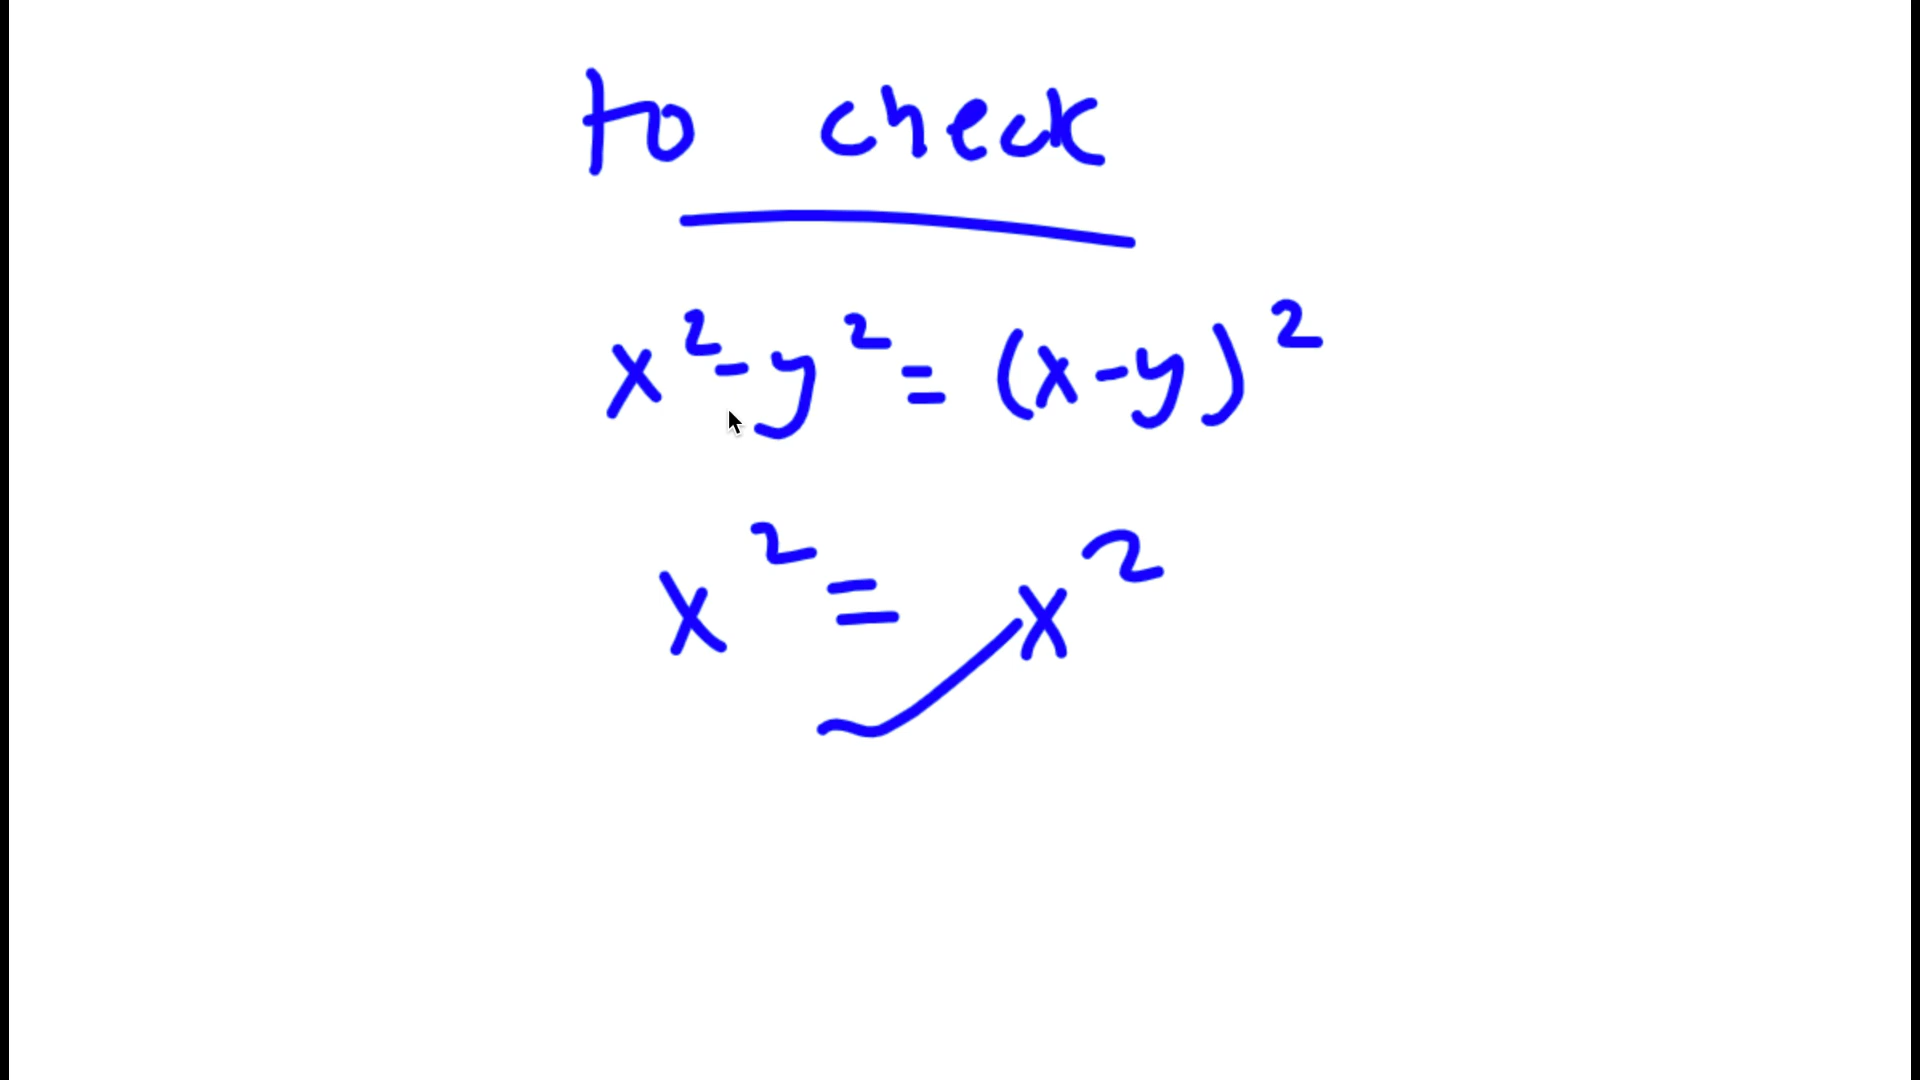 to check
x²-y²=(x-y)²
x²=x²